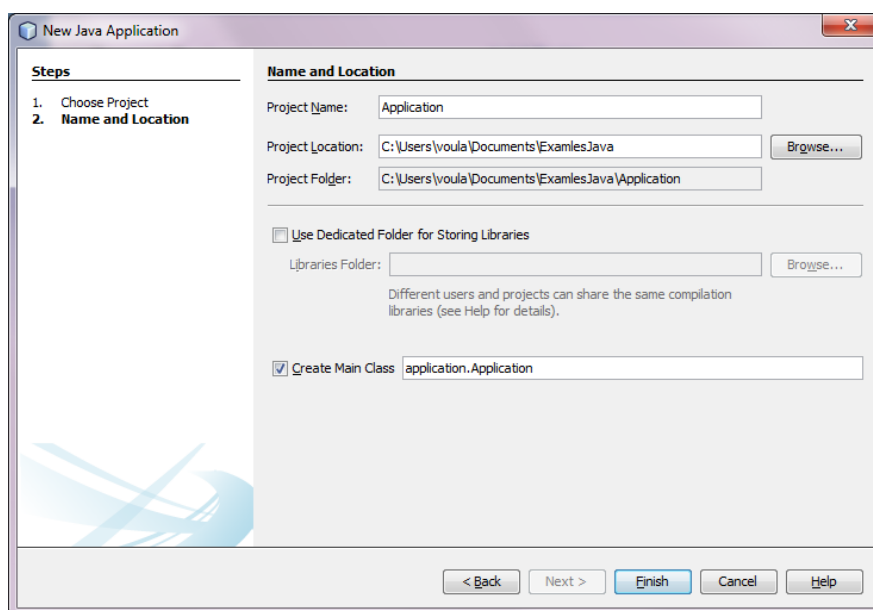 New Java Application
Steps
1. Choose Project
2. Name and Location
Name and Location
Project Name: Application
Project Location: C:\Users\voula\Documents\ExamlesJava Browse...
Project Folder: C:\Users\voula\Documents\ExamlesJava\Application
Use Dedicated Folder for Storing Libraries
Libraries Folder: Browse...
Different users and projects can share the same compilation
libraries (see Help for details).
Create Main Class application.Application
< Back Next > Finish Cancel Help